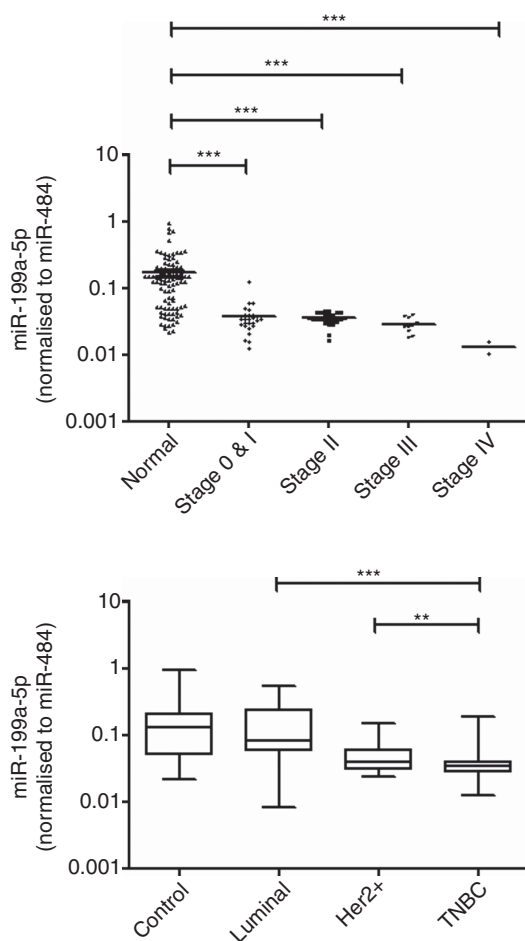 ***
***
***
***
10
1
0.1
0.01
0.001
miR-199a-5p
(normalised to miR-484)
Normal
Stage 0 & I
Stage II
Stage III
Stage IV
***
**
10
1
0.1
0.01
0.001
miR-199a-5p
(normalised to miR-484)
Control
Luminal
Her2+
TNBC